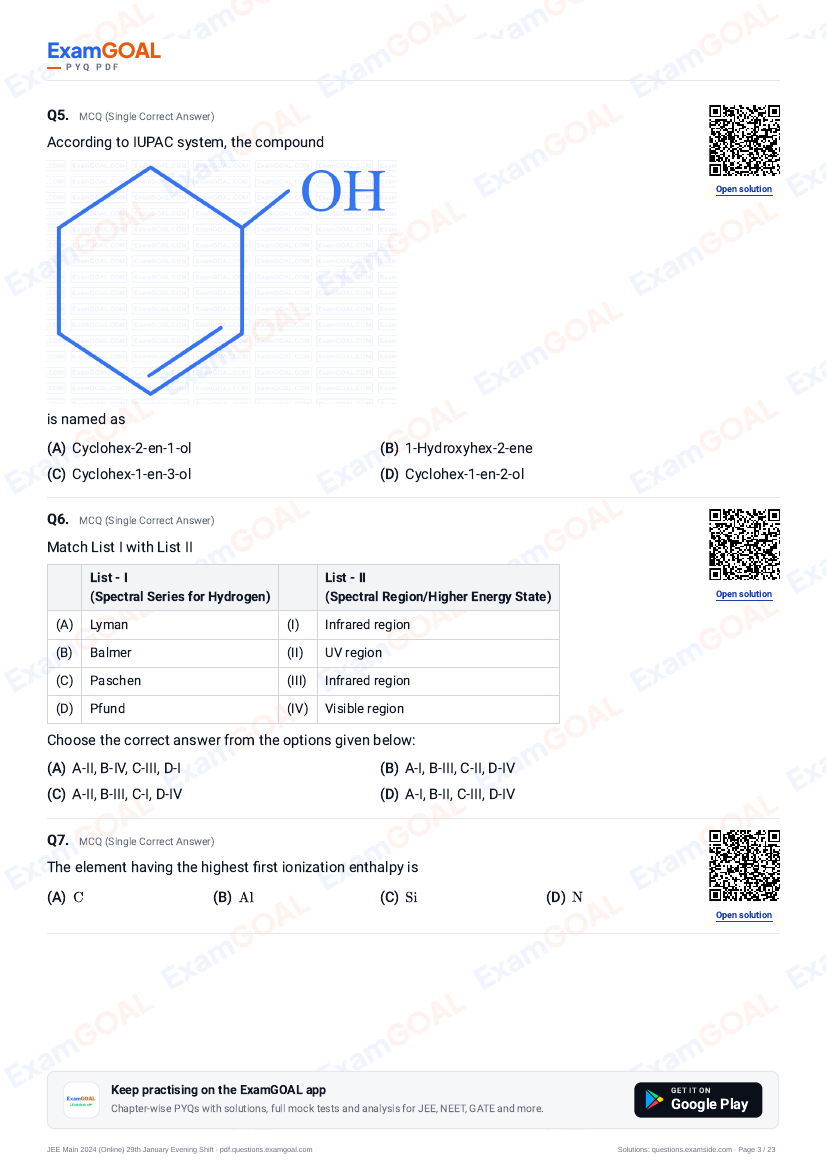 ExamGOAL
PYQ PDF
Q5. MCQ (Single Correct Answer)
According to IUPAC system, the compound
OH
Open solution
is named as
(A) Cyclohex-2-en-1-ol (B) 1-Hydroxyhex-2-ene
(C) Cyclohex-1-en-3-ol (D) Cyclohex-1-en-2-ol
Q6. MCQ (Single Correct Answer)
Open solution
Match List I with List II
List - I List - II
(Spectral Series for Hydrogen) (Spectral Region/Higher Energy State)
(A) Lyman (I) Infrared region
(B) Balmer (II) UV region
(C) Paschen (III) Infrared region
(D) Pfund (IV) Visible region
Choose the correct answer from the options given below:
(A) A-II, B-IV, C-III, D-I (B) A-I, B-III, C-II, D-IV
(C) A-II, B-III, C-I, D-IV (D) A-I, B-II, C-III, D-IV
Q7. MCQ (Single Correct Answer)
The element having the highest first ionization enthalpy is
(A) C (B) Al (C) Si (D) N
Open solution
Keep practising on the ExamGOAL app
Chapter-wise PYQs with solutions, full mock tests and analysis for JEE, NEET, GATE and more.
GET IT ON
Google Play
JEE Main 2024 (Online) 29th January Evening Shift · pdf.questions.examgoal.com Solutions: questions.examside.com · Page 3 / 23